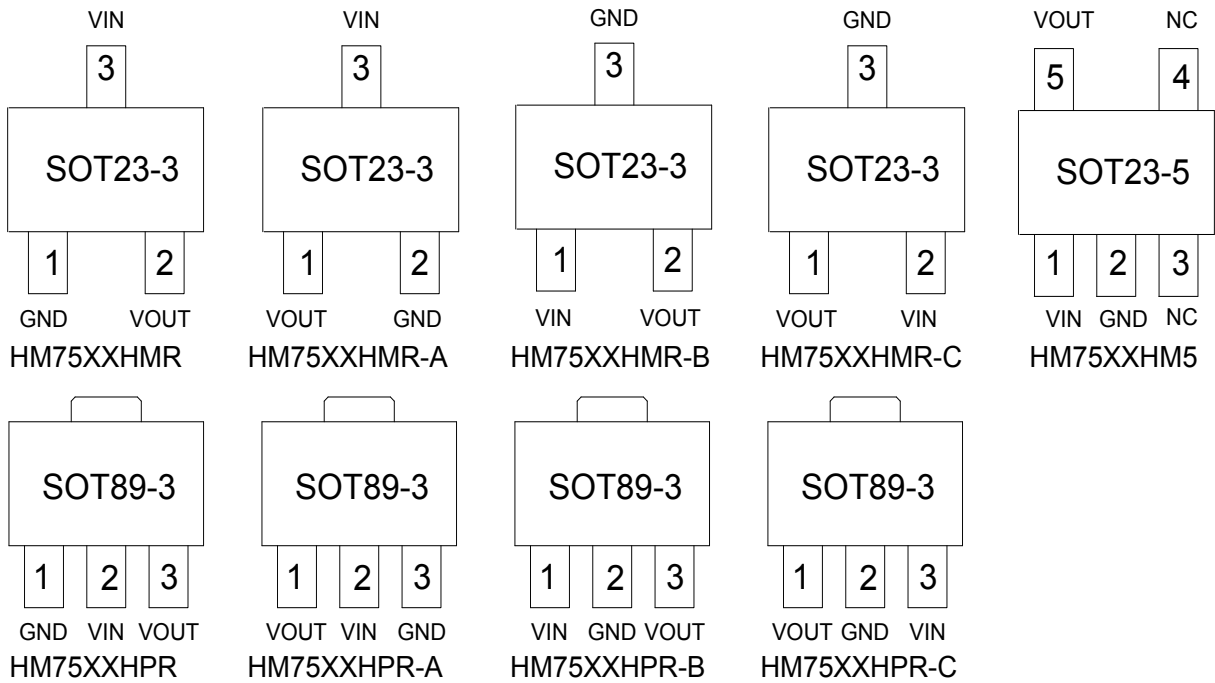 VIN VIN GND GND VOUT NC
3 3 3 3 5 4
SOT23-3 SOT23-3 SOT23-3 SOT23-3 SOT23-5
1 2 1 2 1 2 1 2 1 2 3
GND VOUT VOUT GND VIN VOUT VOUT VIN VIN GND NC
HM75XXHMR HM75XXHMR-A HM75XXHMR-B HM75XXHMR-C HM75XXHM5
SOT89-3 SOT89-3 SOT89-3 SOT89-3
1 2 3 1 2 3 1 2 3 1 2 3
GND VIN VOUT VOUT VIN GND VIN GND VOUT VOUT GND VIN
HM75XXHPR HM75XXHPR-A HM75XXHPR-B HM75XXHPR-C